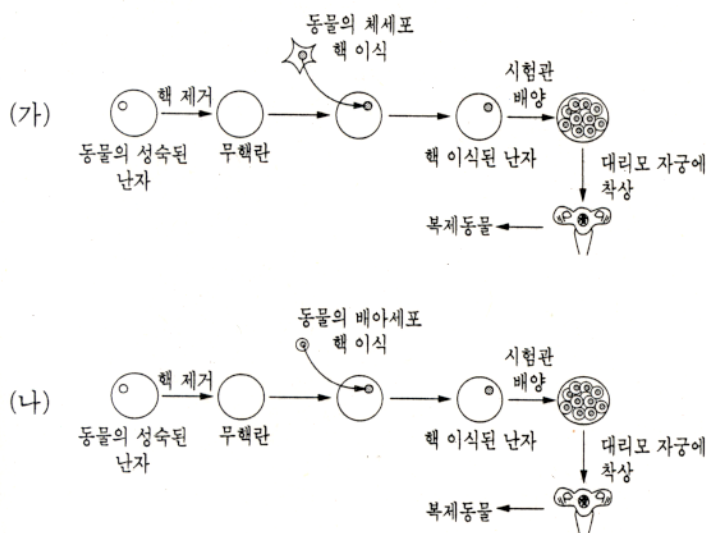 동물의 체세포
핵 이식
(가)
핵 제거
시험관
배양
동물의 성숙된
난자
무핵란
핵 이식된 난자
대리모 자궁에
착상
복제동물
동물의 배아세포
핵 이식
(나)
핵 제거
시험관
배양
동물의 성숙된
난자
무핵란
핵 이식된 난자
대리모 자궁에
착상
복제동물